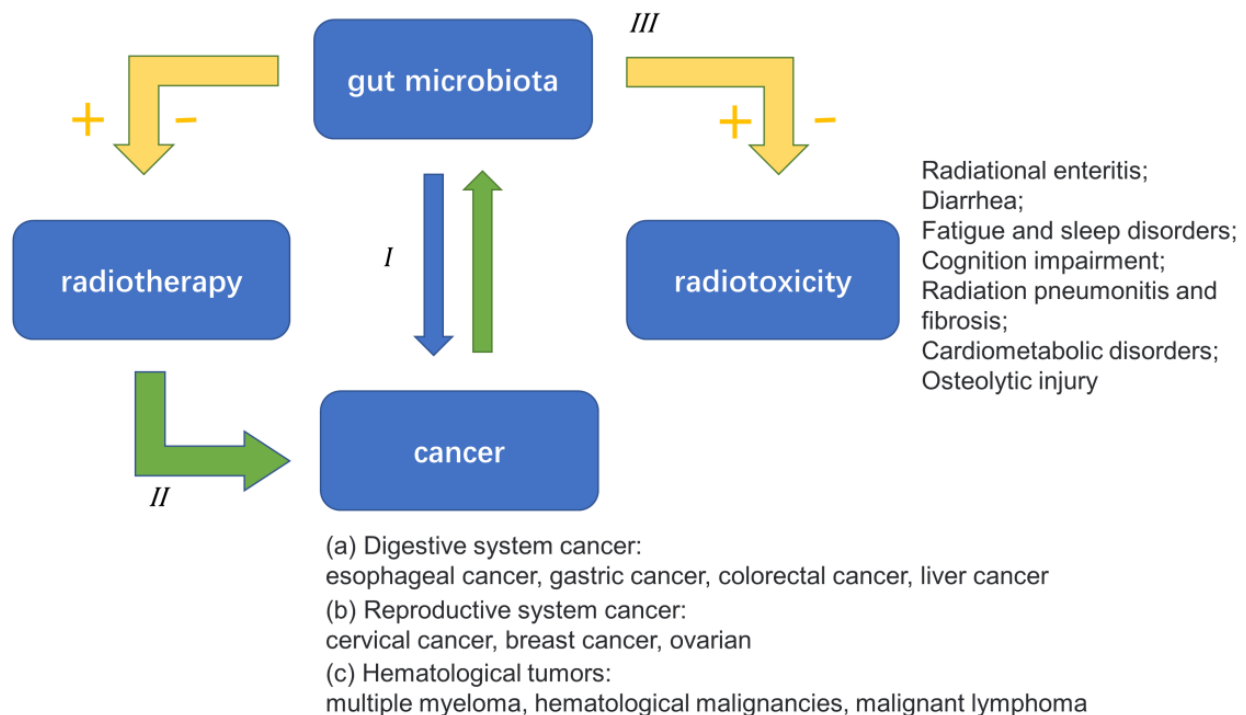 III
gut microbiota
+ -
+ -
Radiational enteritis;
Diarrhea;
Fatigue and sleep disorders;
Cognition impairment;
Radiation pneumonitis and
fibrosis;
Cardiometabolic disorders;
Osteolytic injury
radiotherapy
I
radiotoxicity
cancer
II
(a) Digestive system cancer:
esophageal cancer, gastric cancer, colorectal cancer, liver cancer
(b) Reproductive system cancer:
cervical cancer, breast cancer, ovarian
(c) Hematological tumors:
multiple myeloma, hematological malignancies, malignant lymphoma